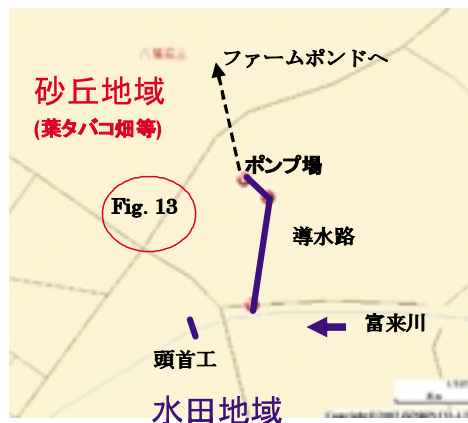 ファームポンドへ
砂丘地域
(葉タバコ畑等)
ポンプ場
Fig. 13
導水路
富来川
頭首工
水田地域